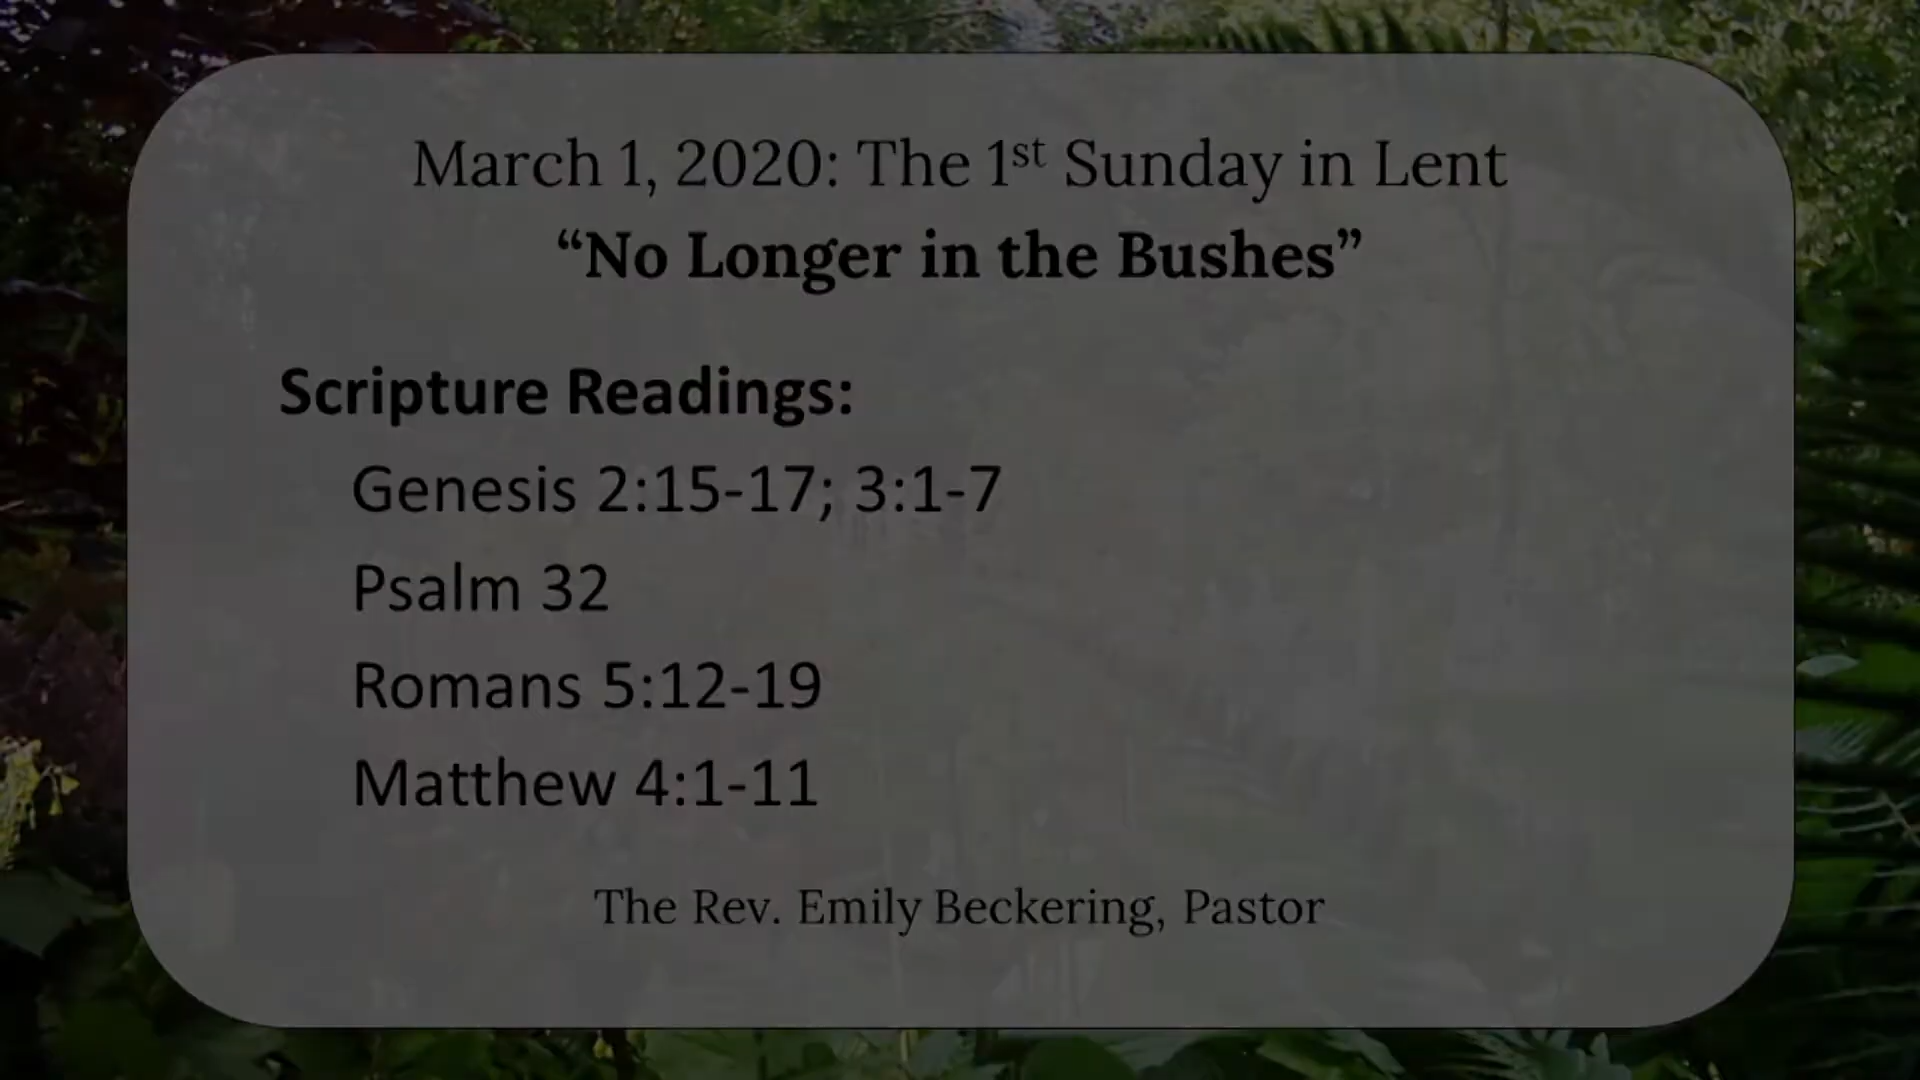 March 1, 2020: The 1st Sunday in Lent
“No Longer in the Bushes”
Scripture Readings:
Genesis 2:15-17; 3:1-7
Psalm 32
Romans 5:12-19
Matthew 4:1-11
The Rev. Emily Beckering, Pastor